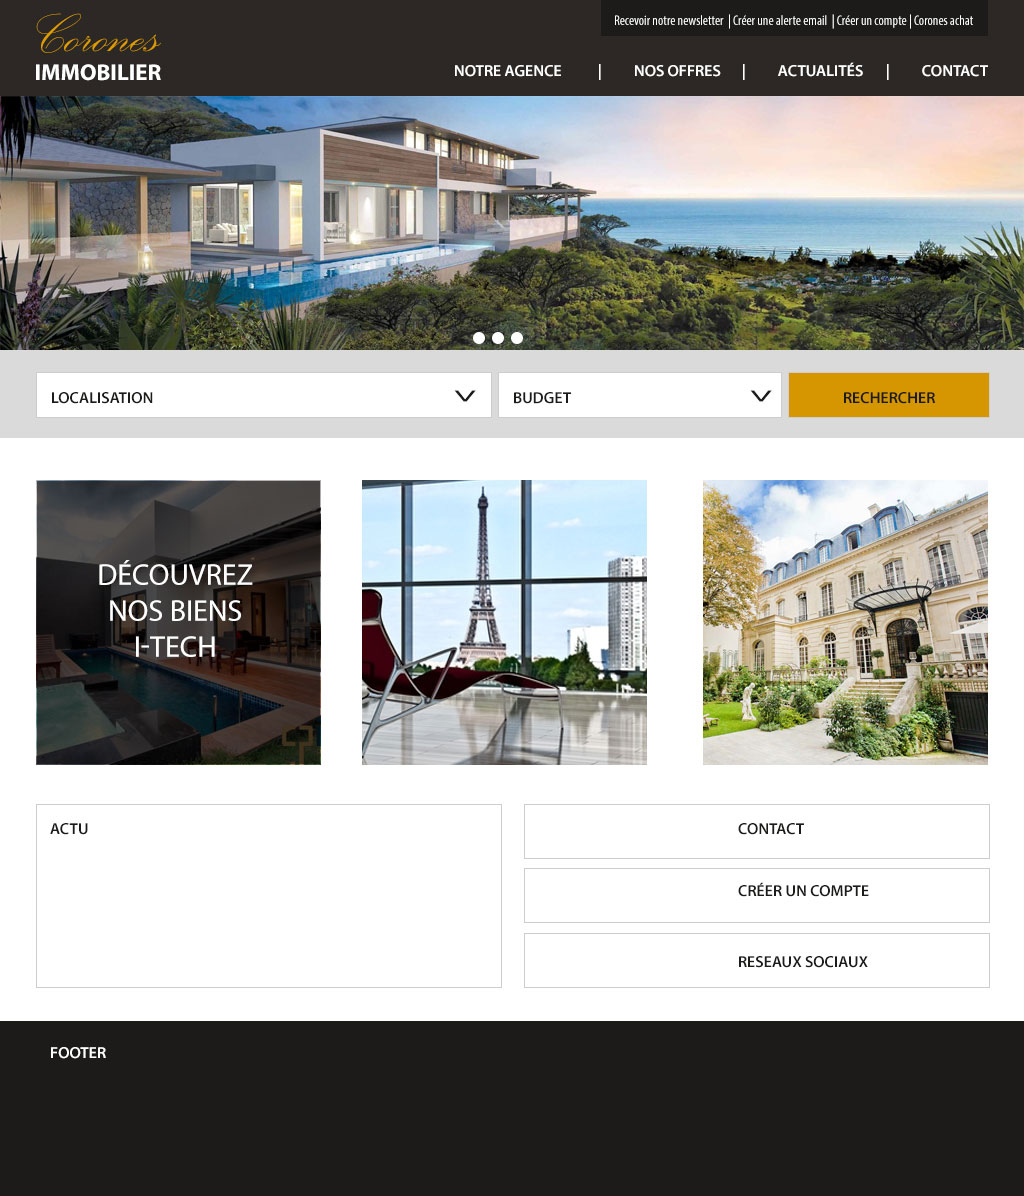 Corones
IMMOBILIER
Recevoir notre newsletter | Créer une alerte email | Créer un compte | Corones achat
NOTRE AGENCE | NOS OFFRES | ACTUALITÉS | CONTACT
LOCALISATION
BUDGET
RECHERCHER
DÉCOUVREZ
NOS BIENS
I-TECH
ACTU
CONTACT
CRÉER UN COMPTE
RESEAUX SOCIAUX
FOOTER